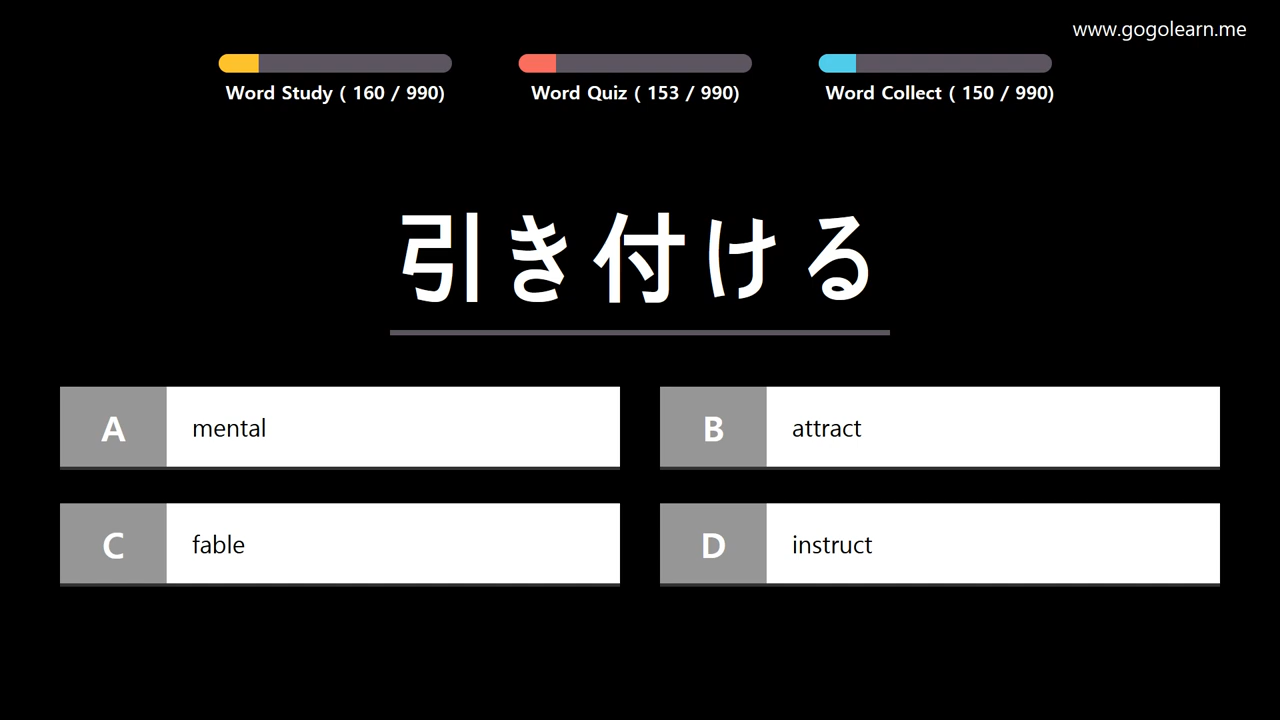 www.gogolearn.me
Word Study ( 160 / 990)
Word Quiz ( 153 / 990)
Word Collect ( 150 / 990)
引き付ける
A mental
B attract
C fable
D instruct